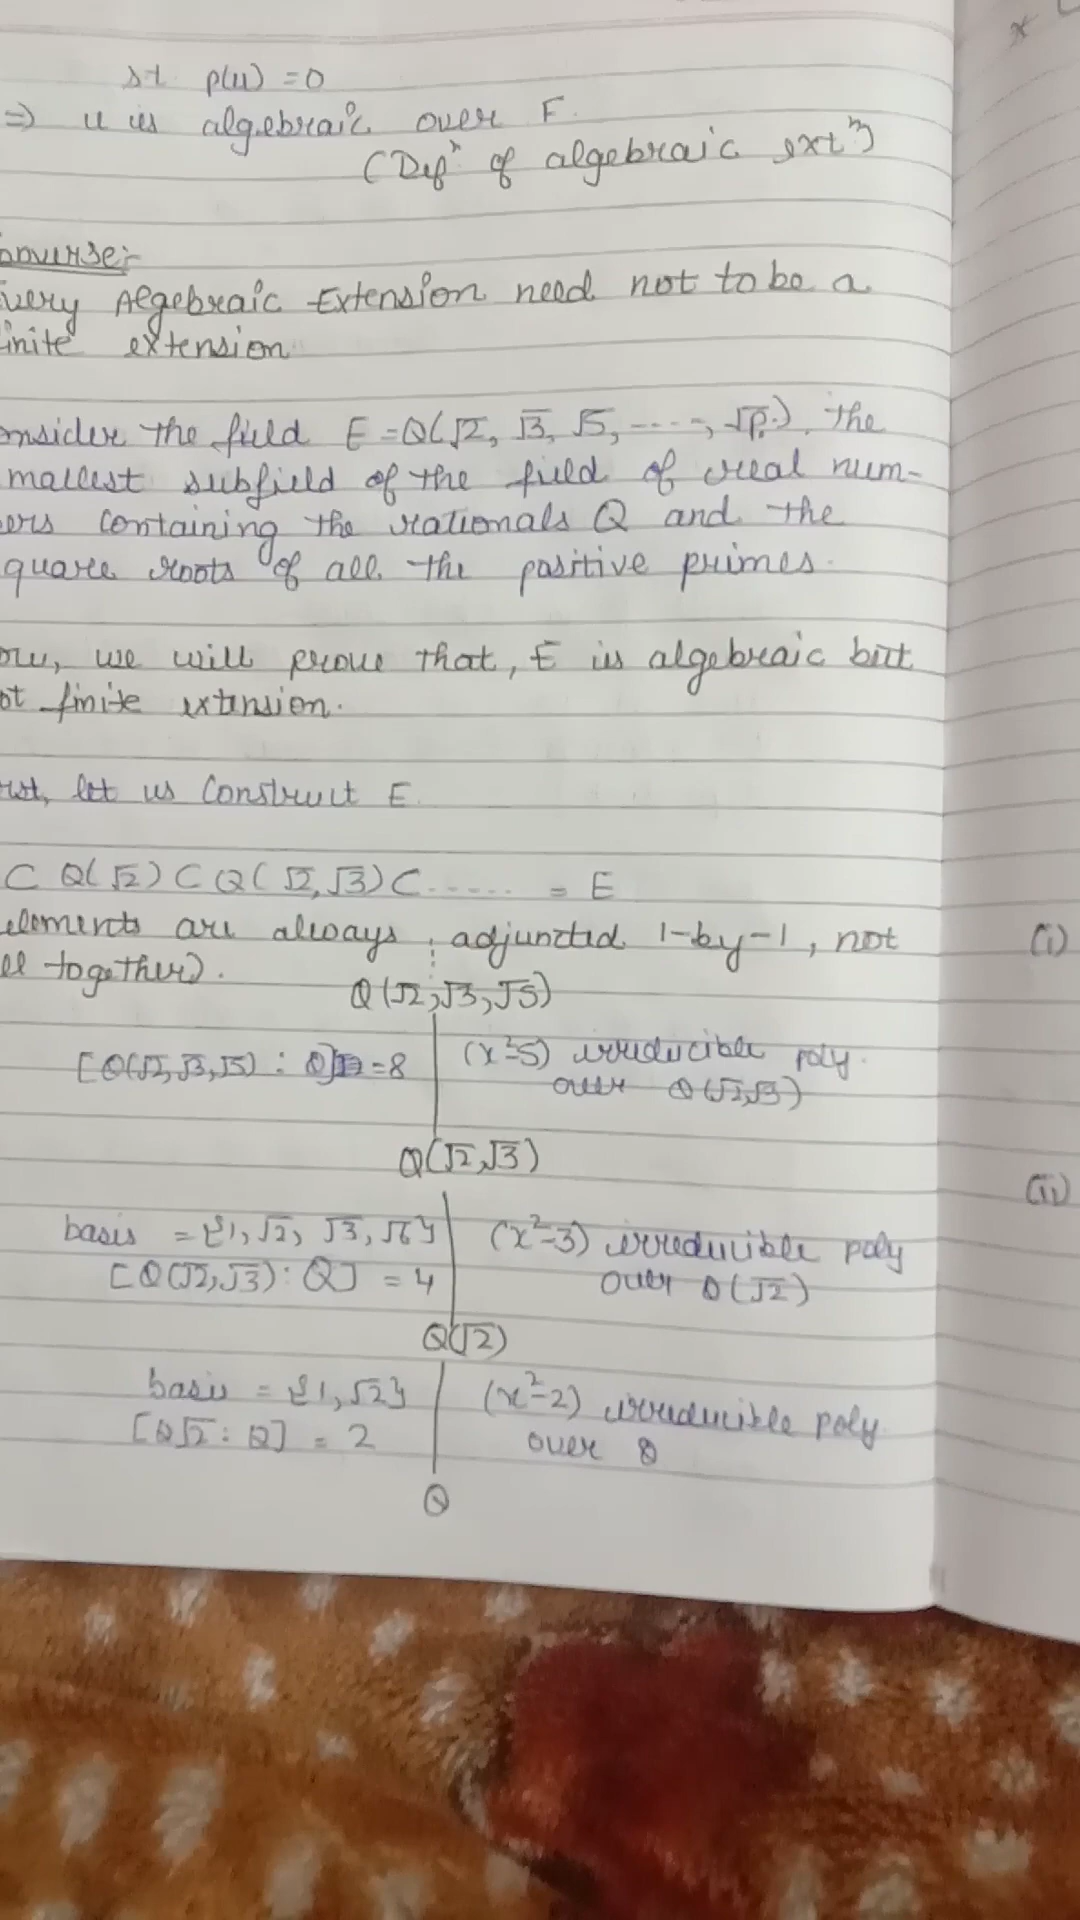 st p(u) = 0
⇒ u is algebraic over F.
(Defⁿ of algebraic extⁿ)
onverse:-
very Algebraic Extension need not to be a
inite extension
onsider the field E = Q(√2, √3, √5, ----, √p.). The
mallest subfield of the field of real num-
ers containing the rationals Q and the
quare roots of all the positive primes.
ow, we will prove that, E is algebraic but
ot finite extension.
rst, let us construct E.
⊂ Q(√2) ⊂ Q(√2, √3) ⊂ ...... = E
elements are always adjuncted 1-by-1, not
ll together).
(i)
Q(√2, √3, √5)
[Q(√2, √3, √5) : Q] = 8
(x²-5) irreducible poly.
over Q(√2, √3)
Q(√2, √3)
(ii)
basis = {1, √2, √3, √6}
(x²-3) irreducible poly
[Q(√2, √3) : Q] = 4
over Q(√2)
Q(√2)
basis = {1, √2}
(x²-2) irreducible poly.
[Q√2 : Q] = 2
over Q
Q